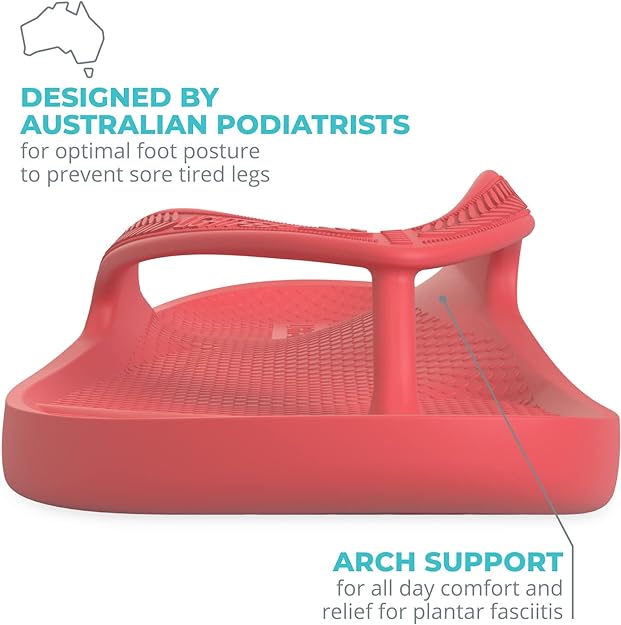 DESIGNED BY
AUSTRALIAN PODIATRISTS
for optimal foot posture
to prevent sore tired legs
ARCH SUPPORT
for all day comfort and
relief for plantar fasciitis